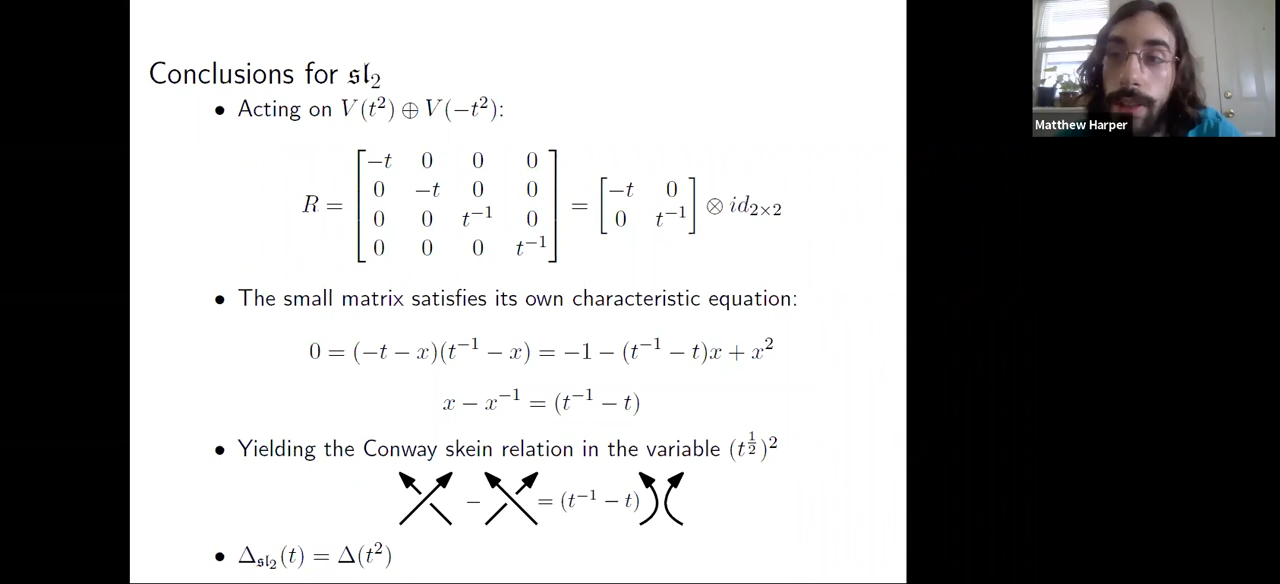 Conclusions for 𝔰𝔩₂
• Acting on V(t²) ⊕ V(−t²):
R = [−t 0 0 0; 0 −t 0 0; 0 0 t⁻¹ 0; 0 0 0 t⁻¹] = [−t 0; 0 t⁻¹] ⊗ id₂ₓ₂
• The small matrix satisfies its own characteristic equation:
0 = (−t − x)(t⁻¹ − x) = −1 − (t⁻¹ − t)x + x²
x − x⁻¹ = (t⁻¹ − t)
• Yielding the Conway skein relation in the variable (t^{1/2})²
− = (t⁻¹ − t)
• Δ_{𝔰𝔩₂}(t) = Δ(t²)
Matthew Harper